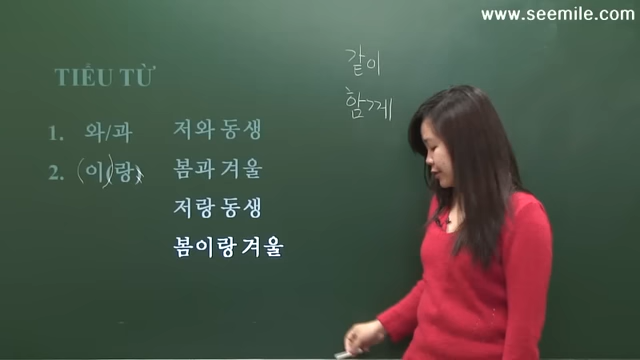 www.seemile.com
TIỂU TỪ
1. 와/과
2. (이)랑
저와 동생
봄과 겨울
저랑 동생
봄이랑 겨울
같이
함께